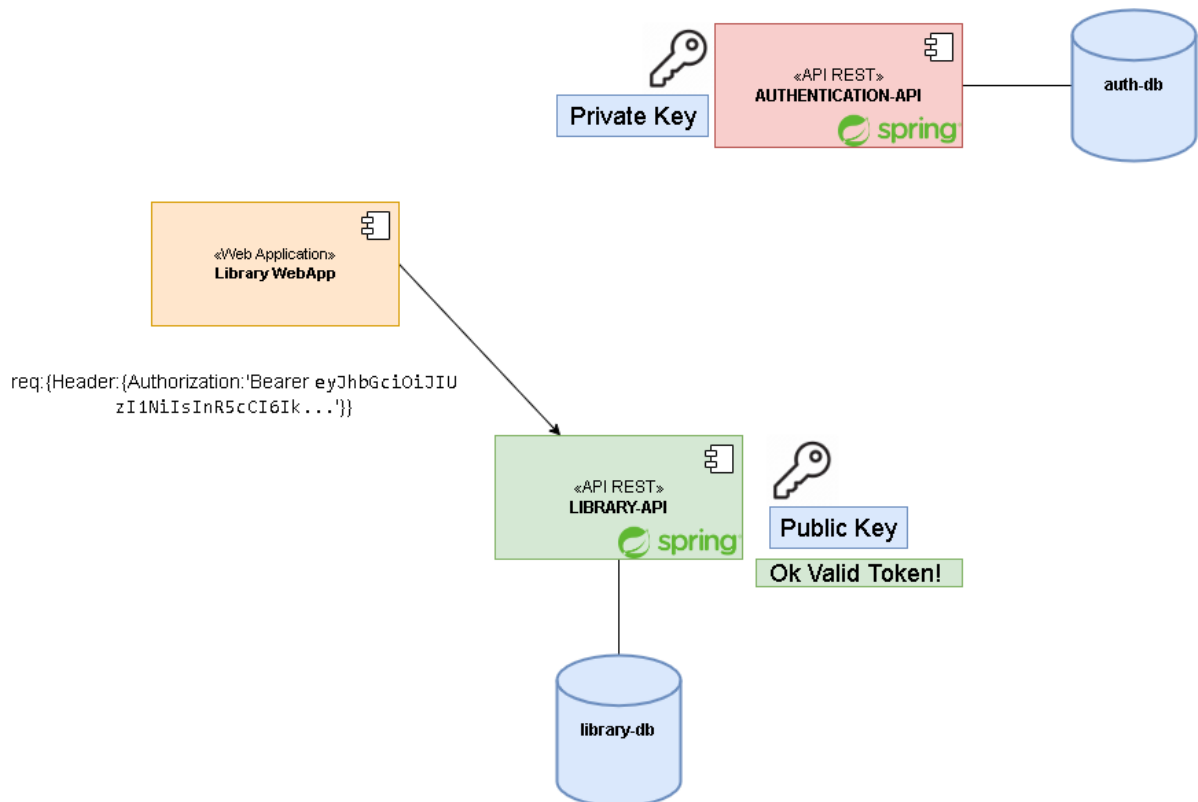 «API REST»
AUTHENTICATION-API
spring
Private Key
auth-db
«Web Application»
Library WebApp
req:{Header:{Authorization:'Bearer eyJhbGciOiJIU
zI1NiIsInR5cCI6Ik...'}}
«API REST»
LIBRARY-API
spring
Public Key
Ok Valid Token!
library-db